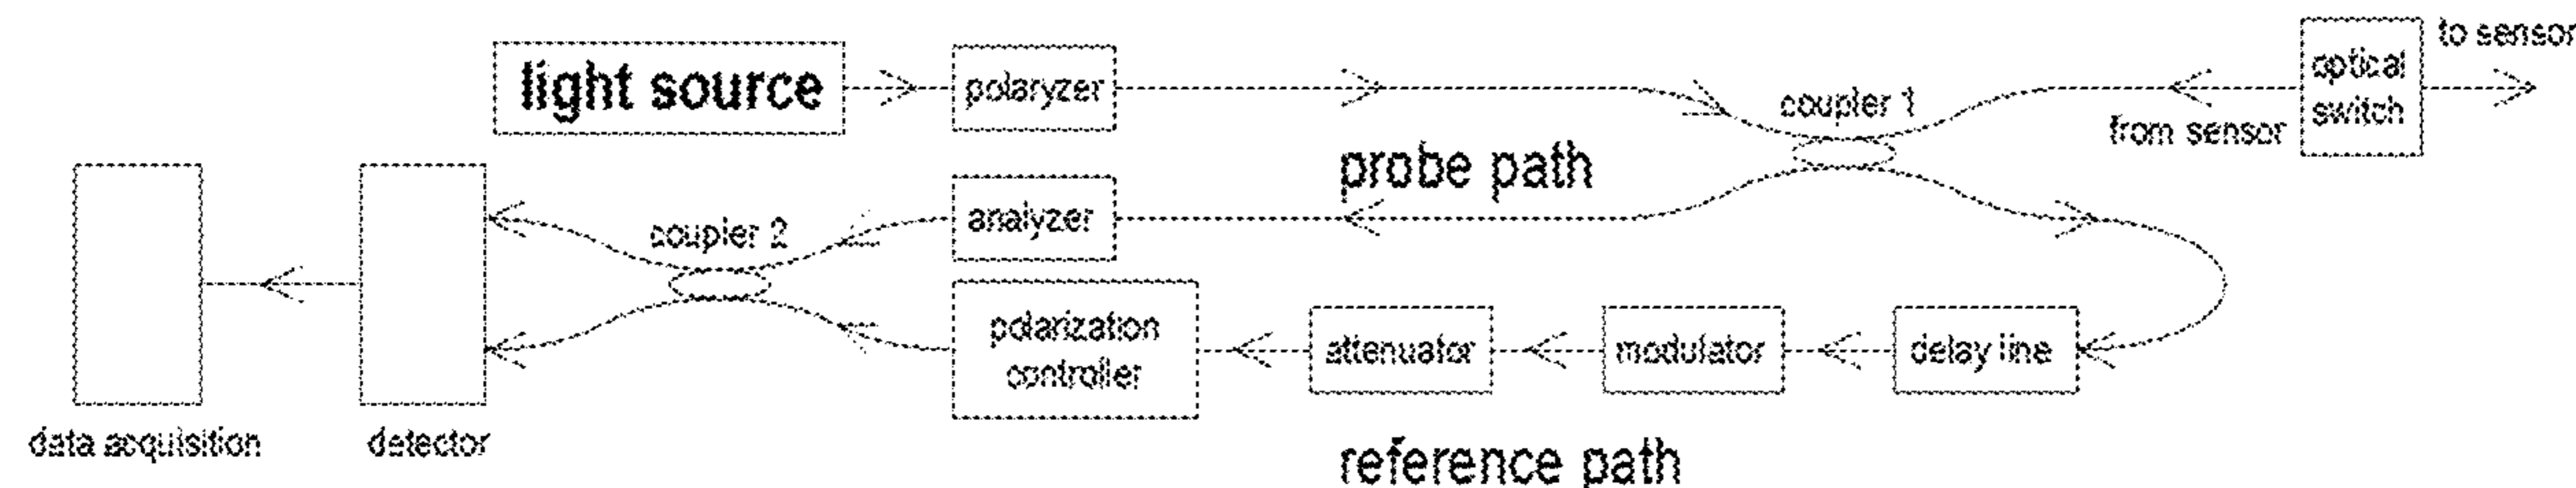 to sensor
light source
polaryzer
optical
switch
coupler 1
from sensor
probe path
analyzer
coupler 2
polarization
controller
attenuator
modulator
delay line
data acquisition
detector
reference path